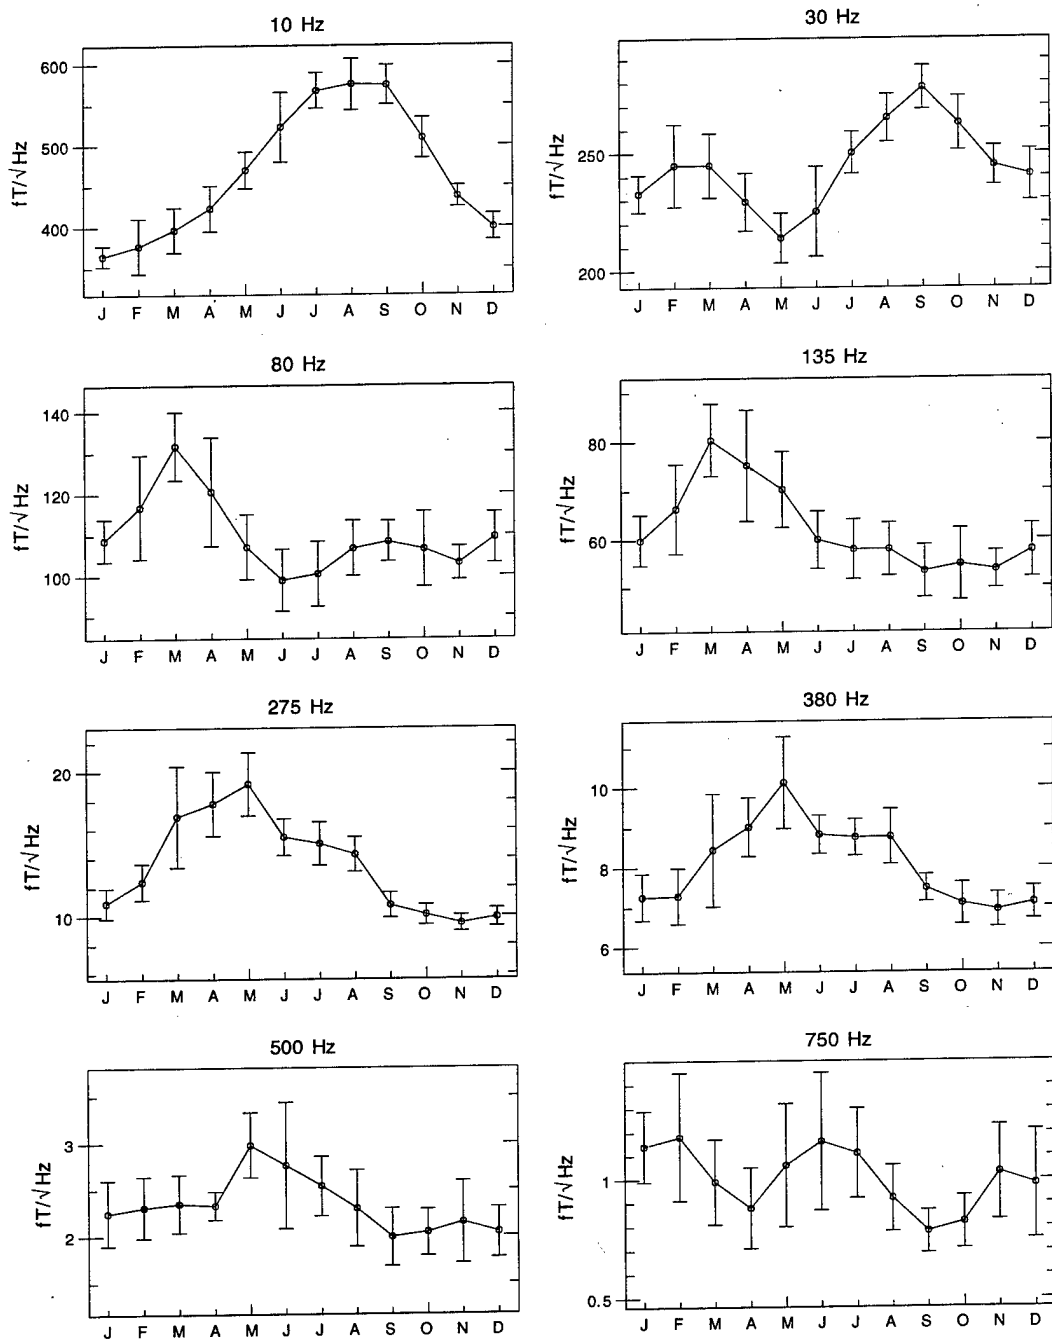 10 Hz
600
500
400
fT/√Hz
J F M A M J J A S O N D
30 Hz
250
200
fT/√Hz
J F M A M J J A S O N D
80 Hz
140
120
100
fT/√Hz
J F M A M J J A S O N D
135 Hz
80
60
fT/√Hz
J F M A M J J A S O N D
275 Hz
20
10
fT/√Hz
J F M A M J J A S O N D
380 Hz
10
8
6
fT/√Hz
J F M A M J J A S O N D
500 Hz
3
2
fT/√Hz
J F M A M J J A S O N D
750 Hz
1
0.5
fT/√Hz
J F M A M J J A S O N D